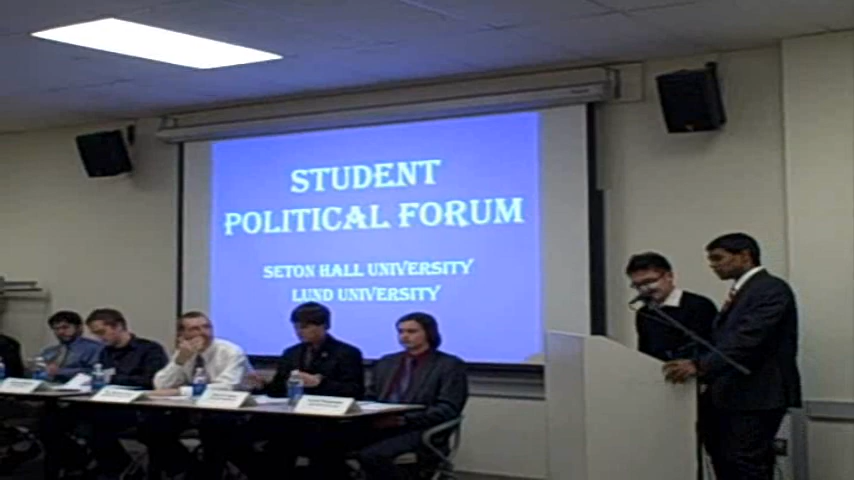 STUDENT
POLITICAL FORUM
SETON HALL UNIVERSITY
LUND UNIVERSITY